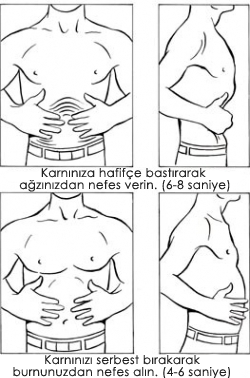 Karnınıza hafifçe bastırarak
ağzınızdan nefes verin. (6-8 saniye)
Karnınızı serbest bırakarak
burnunuzdan nefes alın. (4-6 saniye)